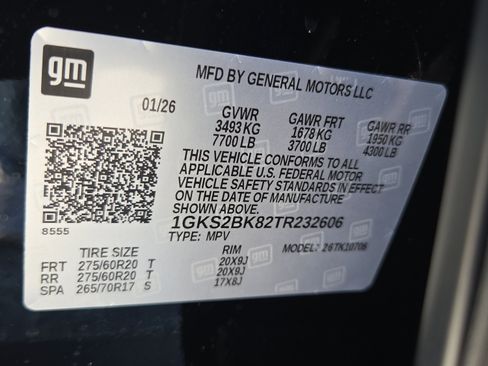 gm
MFD BY GENERAL MOTORS LLC
01/26 GVWR GAWR FRT GAWR RR
3493 KG 1678 KG 1950 KG
7700 LB 3700 LB 4300 LB
THIS VEHICLE CONFORMS TO ALL
APPLICABLE U.S. FEDERAL MOTOR
VEHICLE SAFETY STANDARDS IN EFFECT
ON THE DATE OF MANUFACTURE
SHOWN ABOVE.
8555
1GKS2BK82TR232606
TYPE: MPV MODEL: 26TK10706
TIRE SIZE RIM
FRT 275/60R20 T 20X9J
RR 275/60R20 T 20X9J
SPA 265/70R17 S 17X8J